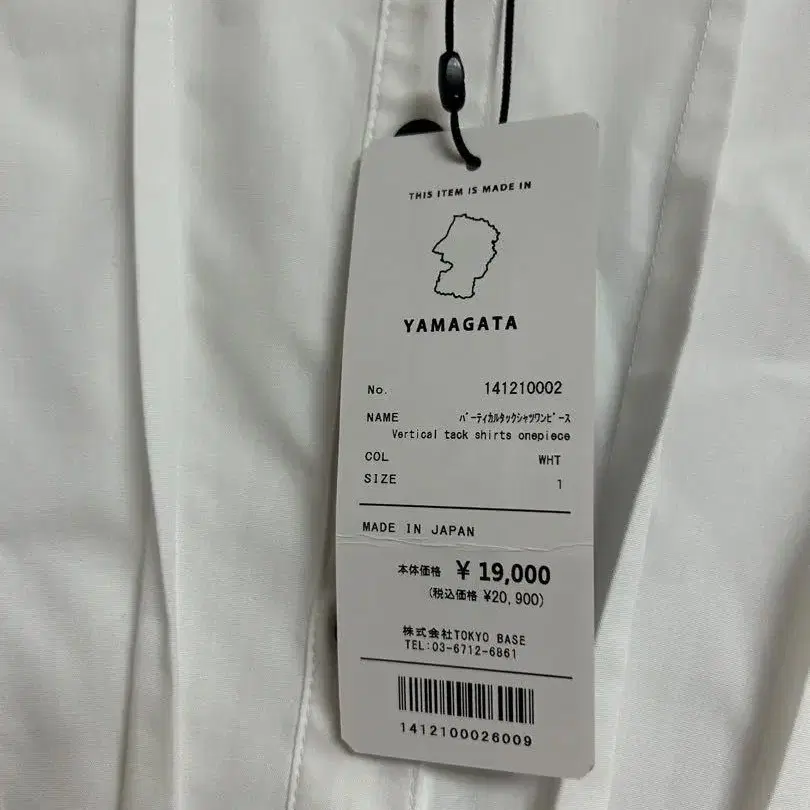 THIS ITEM IS MADE IN
YAMAGATA
No. 141210002
NAME ﾊﾞｰﾃｨｶﾙﾀｯｸｼｬﾂﾜﾝﾋﾟｰｽ
Vertical tack shirts onepiece
COL WHT
SIZE 1
MADE IN JAPAN
本体価格 ¥ 19,000
(税込価格 ¥20,900)
株式会社TOKYO BASE
TEL:03-6712-6861
1412100026009